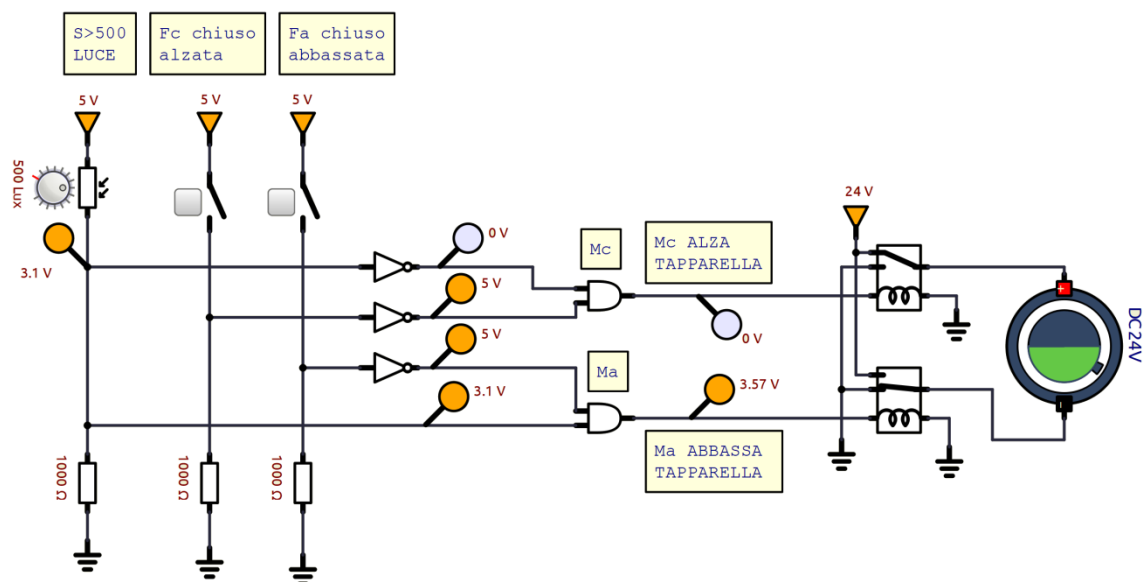 S>500
LUCE
Fc chiuso
alzata
Fa chiuso
abbassata
5 V
5 V
5 V
500 Lux
3.1 V
0 V
5 V
5 V
3.1 V
Mc
Mc ALZA
TAPPARELLA
0 V
24 V
DC24V
+
Ma
3.57 V
Ma ABBASSA
TAPPARELLA
1000 Ω
1000 Ω
1000 Ω